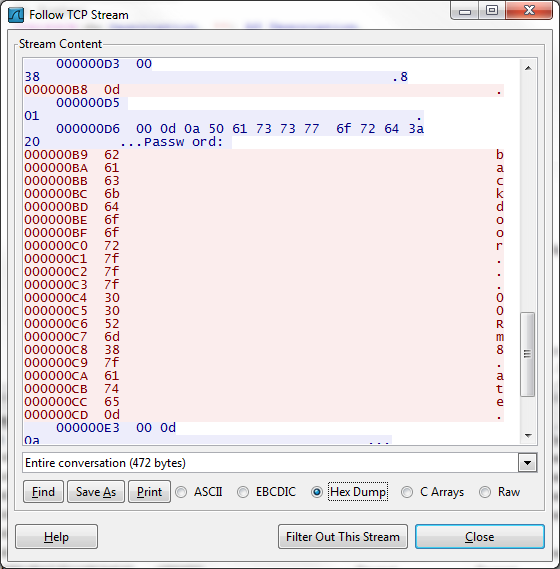 Follow TCP Stream
Stream Content
000000D3 00
38 .8
000000B8 0d .
000000D5
01 .
000000D6 00 0d 0a 50 61 73 73 77 6f 72 64 3a
20 ...Passw ord:
000000B9 62 b
000000BA 61 a
000000BB 63 c
000000BC 6b k
000000BD 64 d
000000BE 6f o
000000BF 6f o
000000C0 72 r
000000C1 7f .
000000C2 7f .
000000C3 7f .
000000C4 30 0
000000C5 30 0
000000C6 52 R
000000C7 6d m
000000C8 38 8
000000C9 7f .
000000CA 61 a
000000CB 74 t
000000CC 65 e
000000CD 0d .
000000E3 00 0d
0a ...
Entire conversation (472 bytes)
Find Save As Print ASCII EBCDIC Hex Dump C Arrays Raw
Help Filter Out This Stream Close